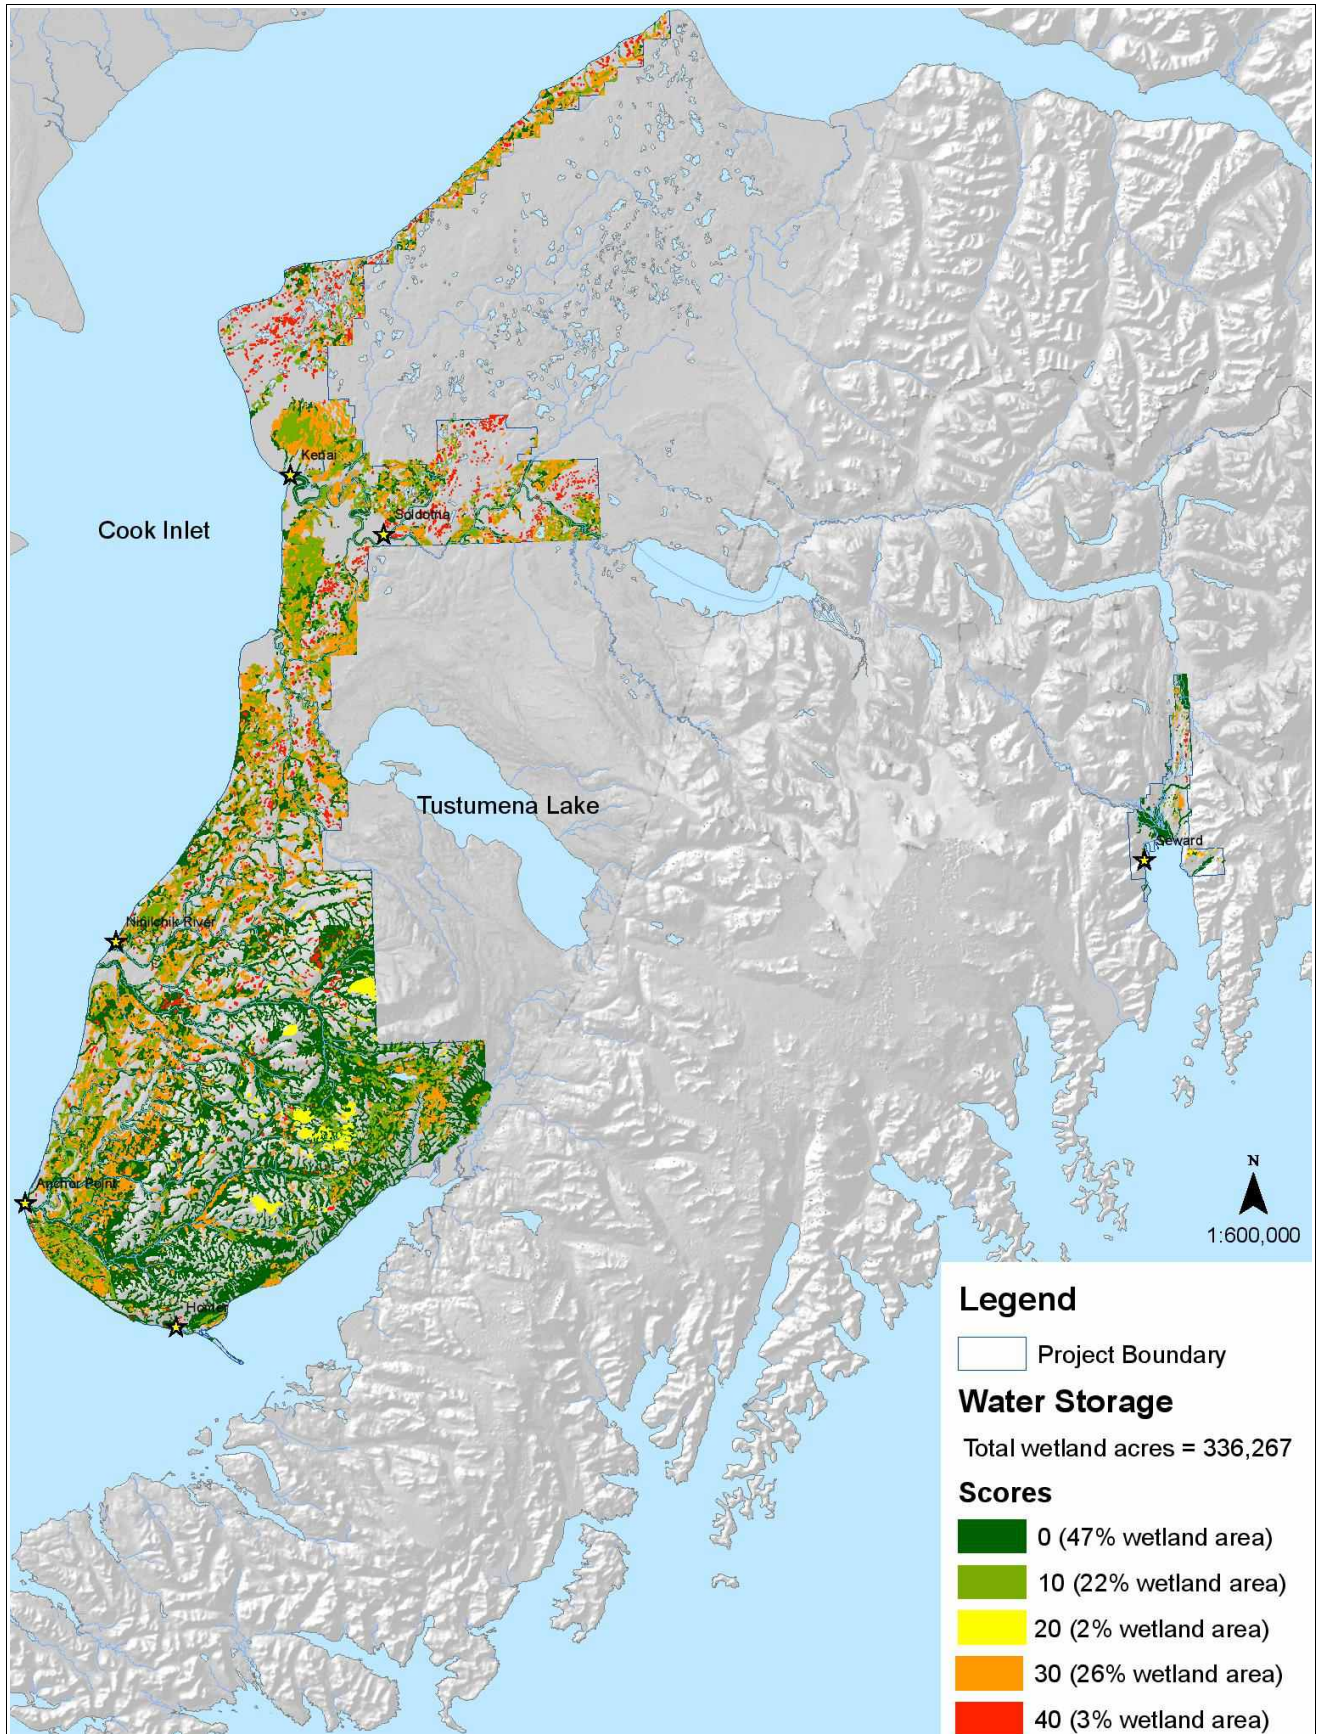 Kenai
Soldotna
Cook Inlet
Tustumena Lake
Seward
Ninilchik River
Anchor Point
Homer
N
1:600,000
Legend
Project Boundary
Water Storage
Total wetland acres = 336,267
Scores
0 (47% wetland area)
10 (22% wetland area)
20 (2% wetland area)
30 (26% wetland area)
40 (3% wetland area)